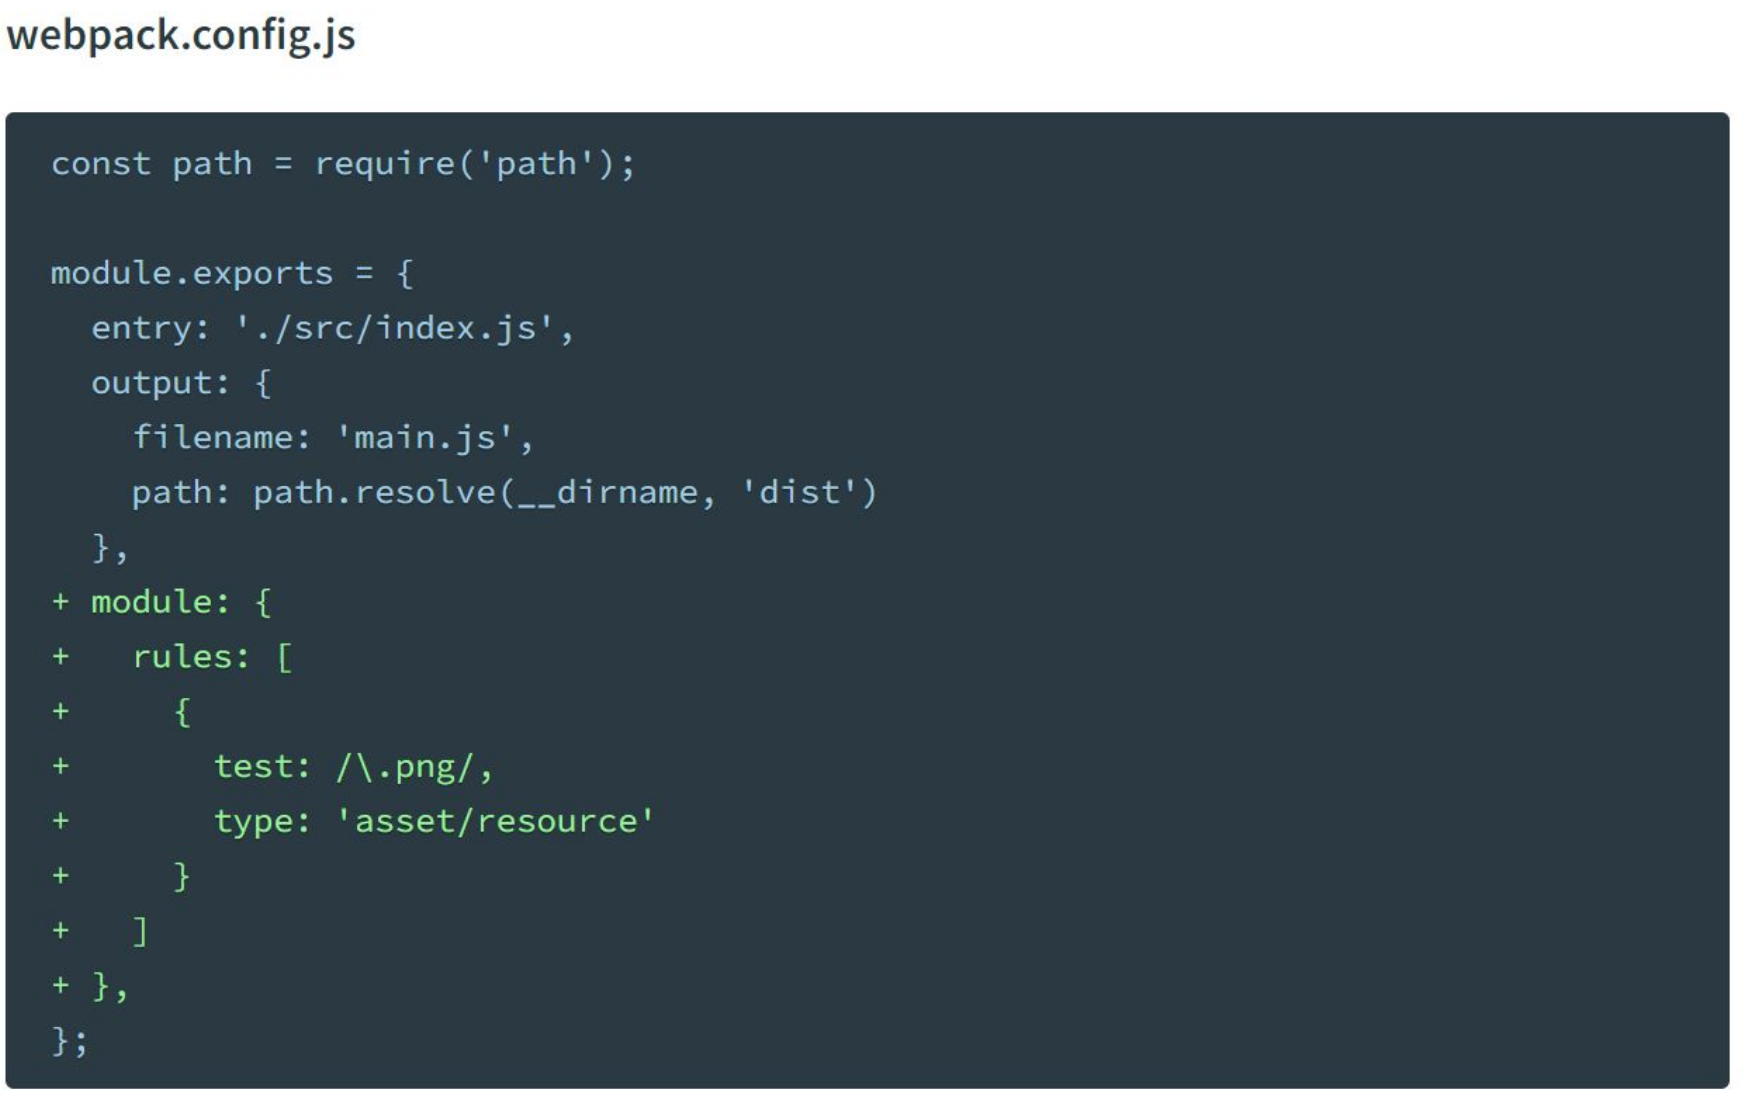 webpack.config.js
const path = require('path');
module.exports = {
  entry: './src/index.js',
  output: {
    filename: 'main.js',
    path: path.resolve(__dirname, 'dist')
  },
+ module: {
+   rules: [
+     {
+       test: /\.png/,
+       type: 'asset/resource'
+     }
+   ]
+ },
};